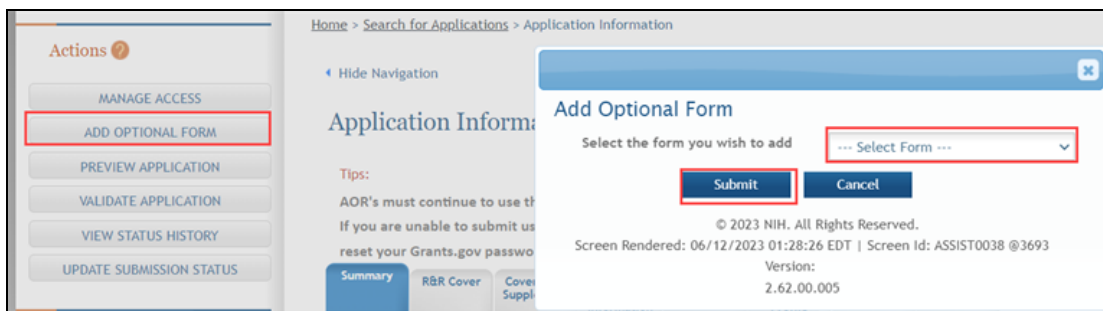 Home > Search for Applications > Application Information
Actions ?
Hide Navigation
MANAGE ACCESS
ADD OPTIONAL FORM
PREVIEW APPLICATION
VALIDATE APPLICATION
VIEW STATUS HISTORY
UPDATE SUBMISSION STATUS
Application Informa
Tips:
AOR's must continue to use th
If you are unable to submit us
reset your Grants.gov passwo
Summary
R&R Cover
Cove
Suppl
Add Optional Form
Select the form you wish to add
--- Select Form ---
Submit
Cancel
© 2023 NIH. All Rights Reserved.
Screen Rendered: 06/12/2023 01:28:26 EDT | Screen Id: ASSIST0038 @3693
Version:
2.62.00.005